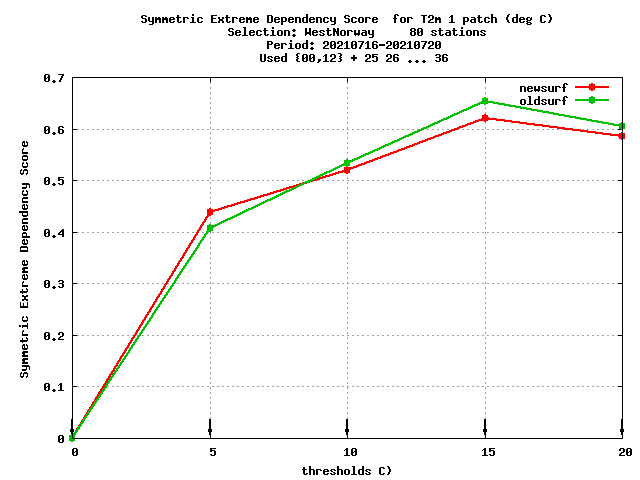 Symmetric Extreme Dependency Score  for T2m 1 patch (deg C)
Selection: WestNorway     80 stations
Period: 20210716-20210720
Used {00,12} + 25 26 ... 36
newsurf
oldsurf
Symmetric Extreme Dependency Score
0.7
0.6
0.5
0.4
0.3
0.2
0.1
0
0 5 10 15 20
thresholds C)